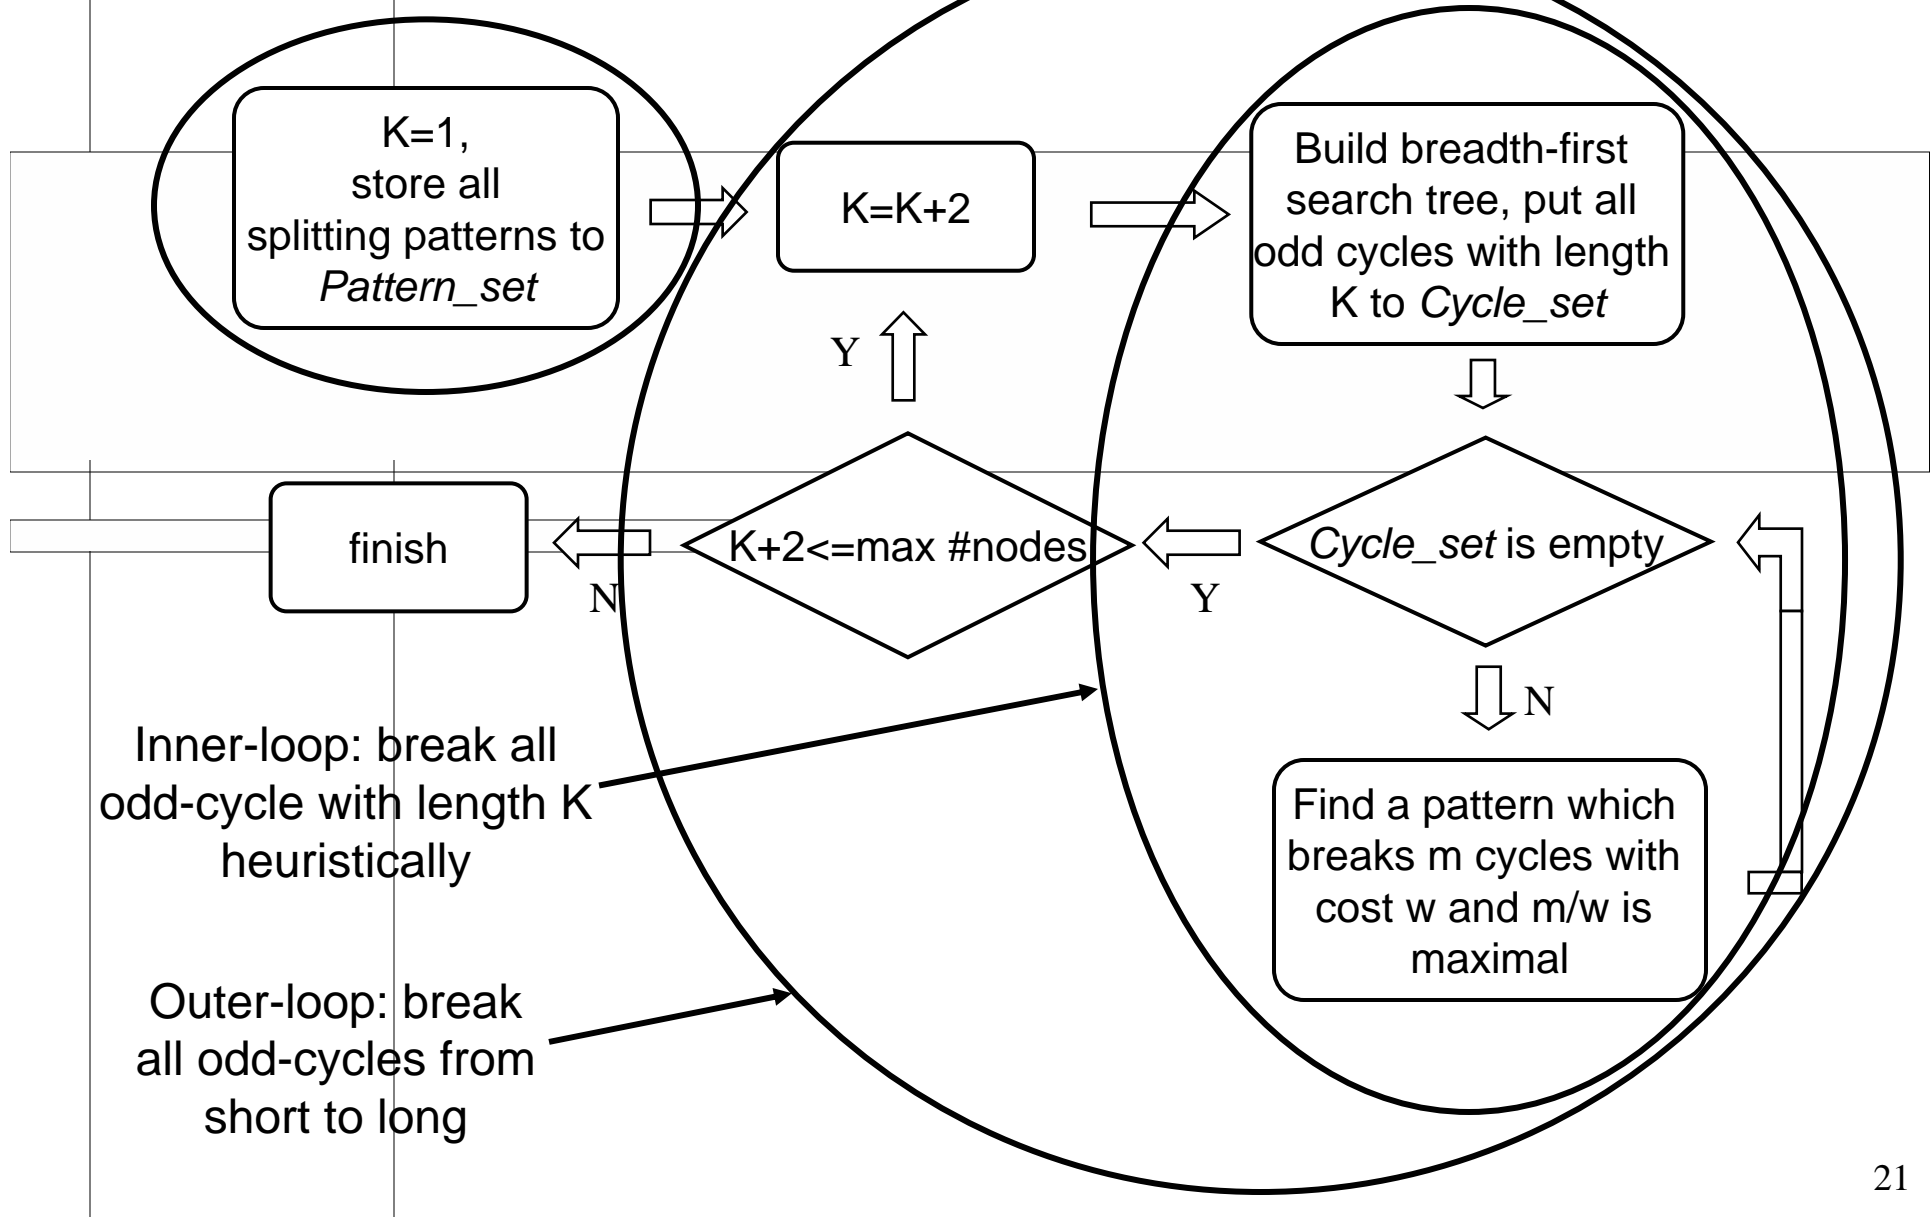 K=1,
store all
splitting patterns to
Pattern_set
K=K+2
Build breadth-first
search tree, put all
odd cycles with length
K to Cycle_set
Y
finish
N
K+2<=max #nodes
Y
Cycle_set is empty
N
Find a pattern which
breaks m cycles with
cost w and m/w is
maximal
Inner-loop: break all
odd-cycle with length K
heuristically
Outer-loop: break
all odd-cycles from
short to long
21